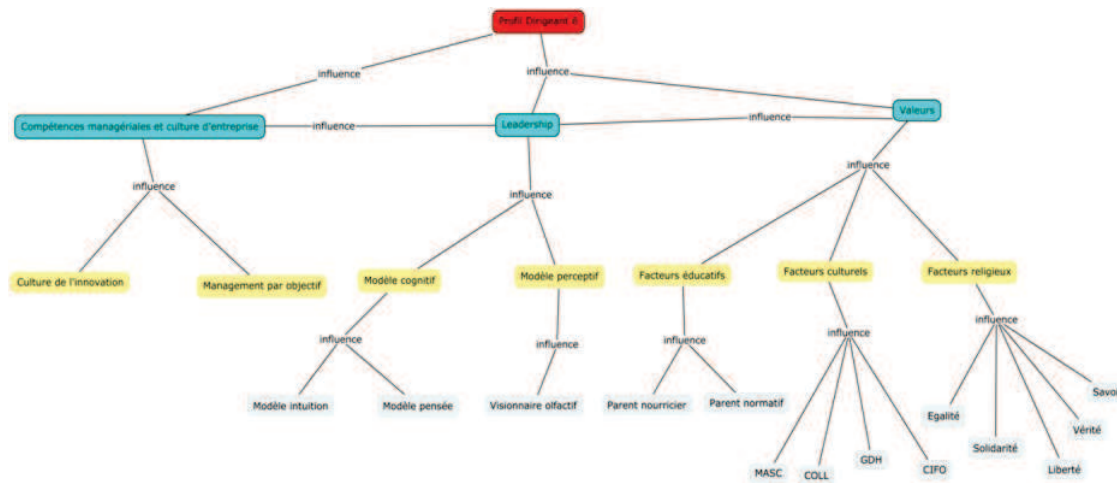 Profil Dirigeant 6
influence
influence
Compétences managériales et culture d'entreprise
influence
Leadership
influence
Valeurs
influence
influence
influence
Culture de l'innovation
Management par objectif
Modèle cognitif
Modèle perceptif
Facteurs éducatifs
Facteurs culturels
Facteurs religieux
influence
influence
influence
influence
influence
Modèle intuition
Modèle pensée
Visionnaire olfactif
Parent nourricier
Parent normatif
MASC
COLL
GDH
CIFO
Egalité
Solidarité
Liberté
Vérité
Savoi